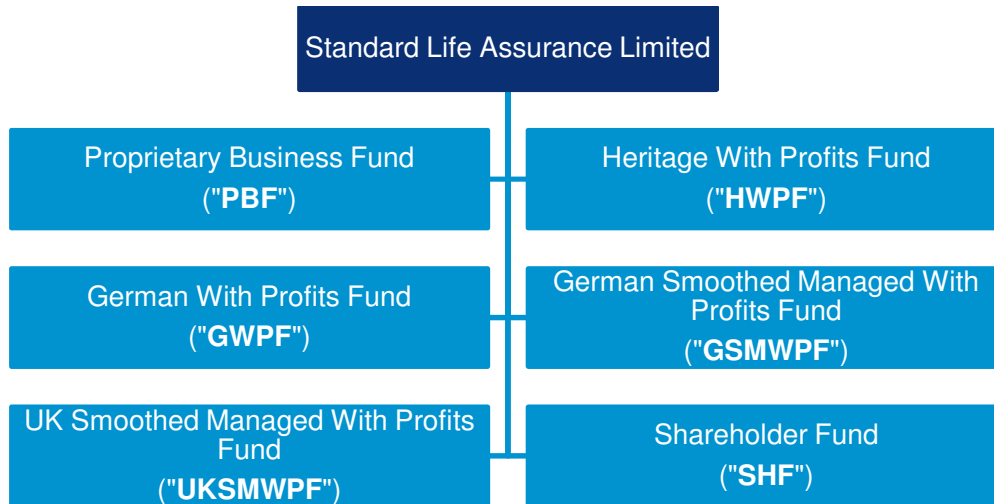 Standard Life Assurance Limited
Proprietary Business Fund
("PBF")
Heritage With Profits Fund
("HWPF")
German With Profits Fund
("GWPF")
German Smoothed Managed With
Profits Fund
("GSMWPF")
UK Smoothed Managed With Profits
Fund
("UKSMWPF")
Shareholder Fund
("SHF")